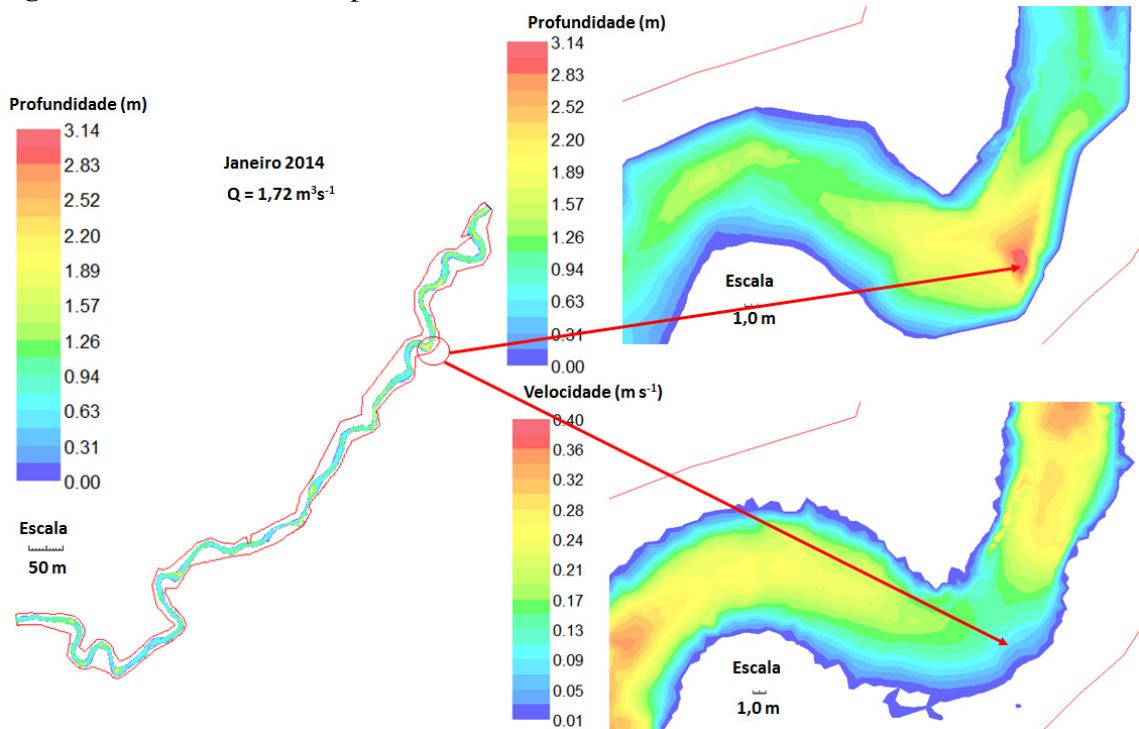 Profundidade (m)
3.14
2.83
2.52
2.20
1.89
1.57
1.26
0.94
0.63
0.31
0.00
Janeiro 2014
Q = 1,72 m³s⁻¹
Escala
50 m
Profundidade (m)
3.14
2.83
2.52
2.20
1.89
1.57
1.26
0.94
0.63
0.00
Escala
1,0 m
Velocidade (m s⁻¹)
0.40
0.36
0.32
0.28
0.24
0.21
0.17
0.13
0.09
0.05
0.01
Escala
1,0 m